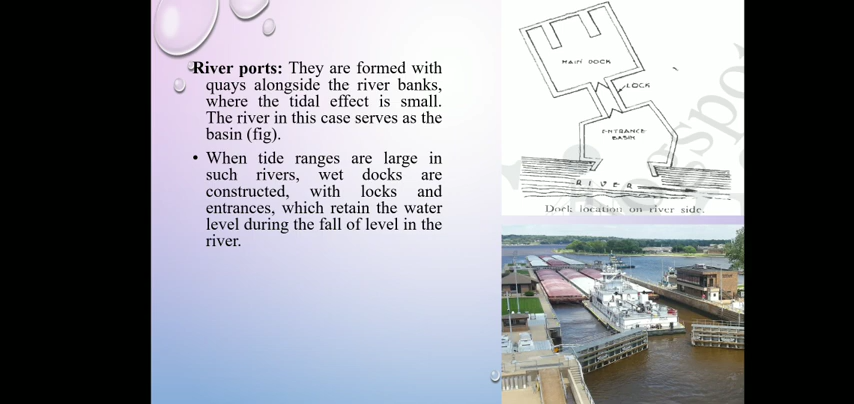 River ports: They are formed with
quays alongside the river banks,
where the tidal effect is small.
The river in this case serves as the
basin (fig).
• When tide ranges are large in
such rivers, wet docks are
constructed, with locks and
entrances, which retain the water
level during the fall of level in the
river.
MAIN DOCK
LOCK
ENTRANCE
BASIN
RIVER
Dock location on river side.